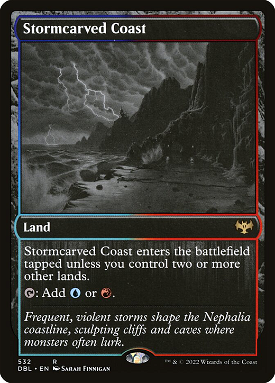 Stormcarved Coast
Land
Stormcarved Coast enters the battlefield
tapped unless you control two or more
other lands.
: Add or .
Frequent, violent storms shape the Nephalia
coastline, sculpting cliffs and caves where
monsters often lurk.
532 R
DBL • EN Sarah Finnigan
™ & © 2022 Wizards of the Coast